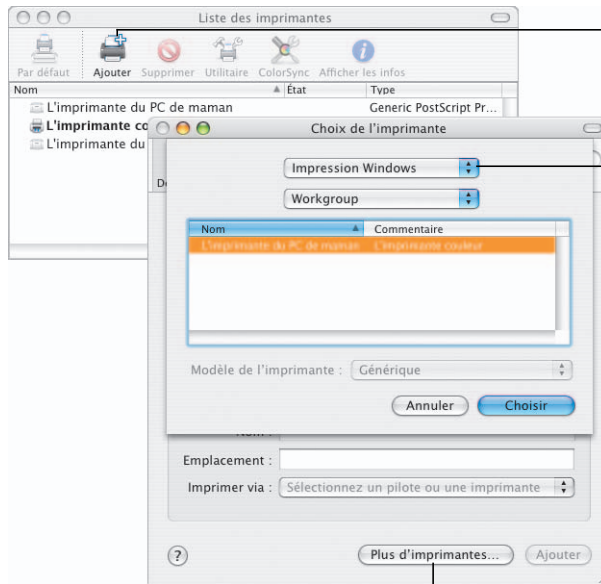 Liste des imprimantes
Par défaut Ajouter Supprimer Utilitaire ColorSync Afficher les infos
Nom État Type
L'imprimante du PC de maman Generic PostScript Pr...
L'imprimante co
L'imprimante du
Choix de l'imprimante
Impression Windows
Workgroup
Nom Commentaire
L'imprimante du PC de maman L'imprimante couleur
Modèle de l'imprimante : Générique
Annuler Choisir
Nom :
Emplacement :
Imprimer via : Sélectionnez un pilote ou une imprimante
? Plus d'imprimantes... Ajouter